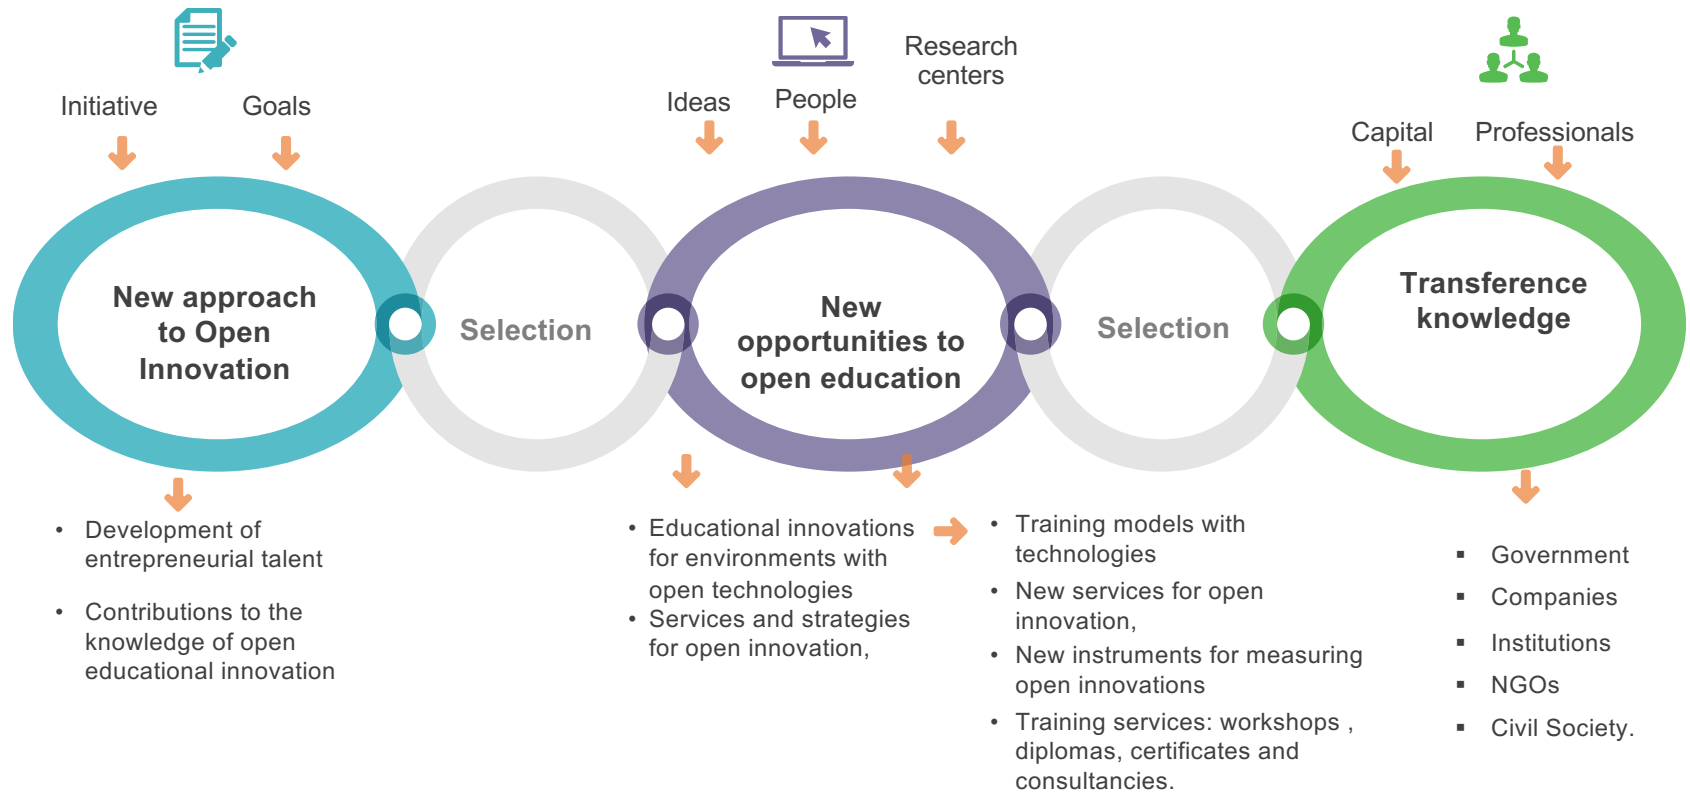 Initiative
Goals
Ideas
People
Research
centers
Capital
Professionals
New approach
to Open
Innovation
Selection
New
opportunities to
open education
Selection
Transference
knowledge
• Development of
entrepreneurial talent
• Contributions to the
knowledge of open
educational innovation
• Educational innovations
for environments with
open technologies
• Services and strategies
for open innovation,
• Training models with
technologies
• New services for open
innovation,
• New instruments for measuring
open innovations
• Training services: workshops ,
diplomas, certificates and
consultancies.
▪ Government
▪ Companies
▪ Institutions
▪ NGOs
▪ Civil Society.